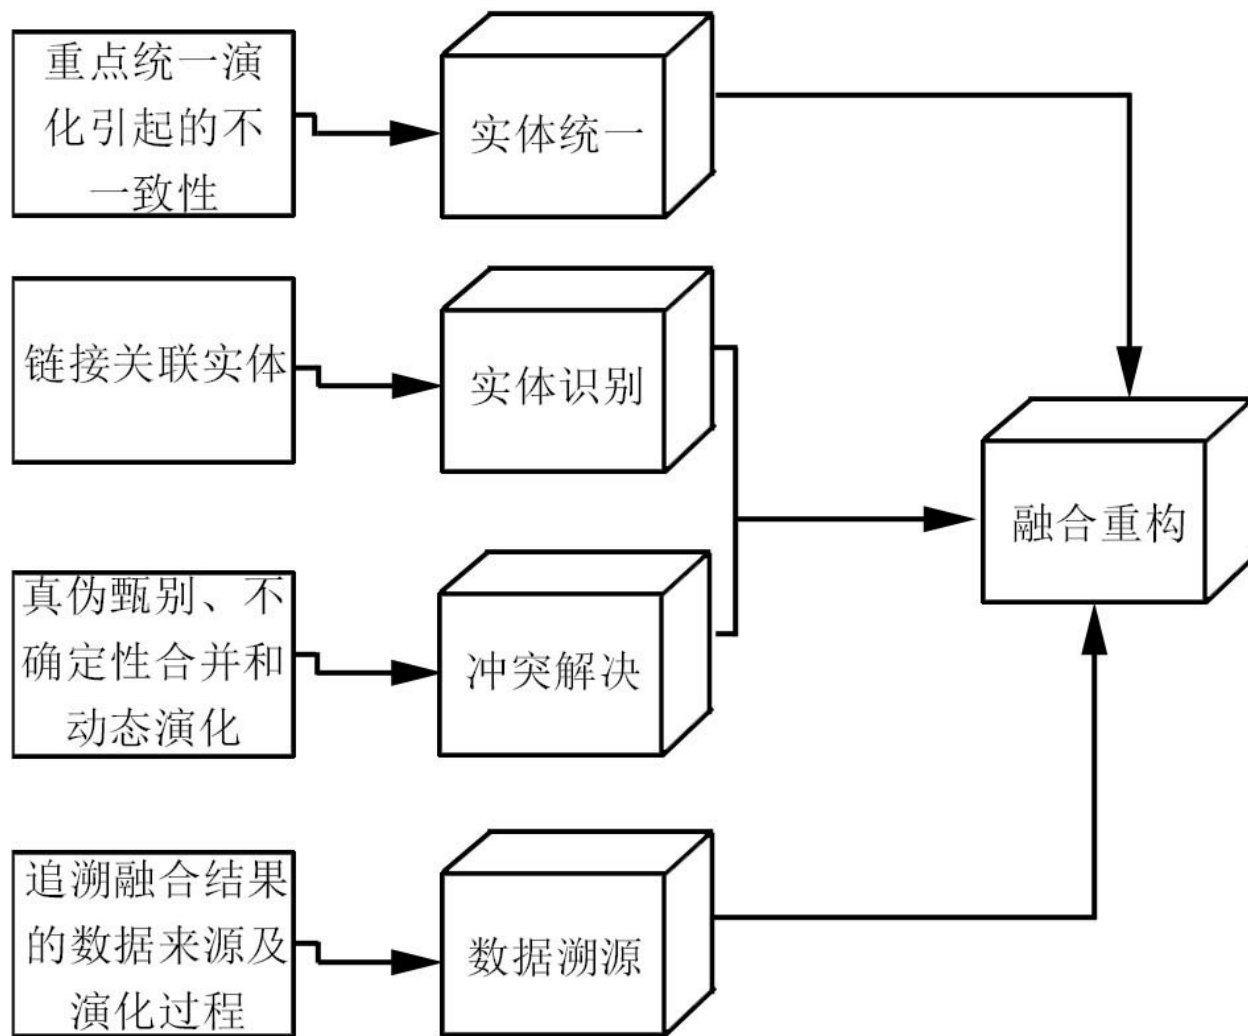 重点统一演
化引起的不
一致性
实体统一
链接关联实体
实体识别
融合重构
真伪甄别、不
确定性合并和
动态演化
冲突解决
追溯融合结果
的数据来源及
演化过程
数据溯源